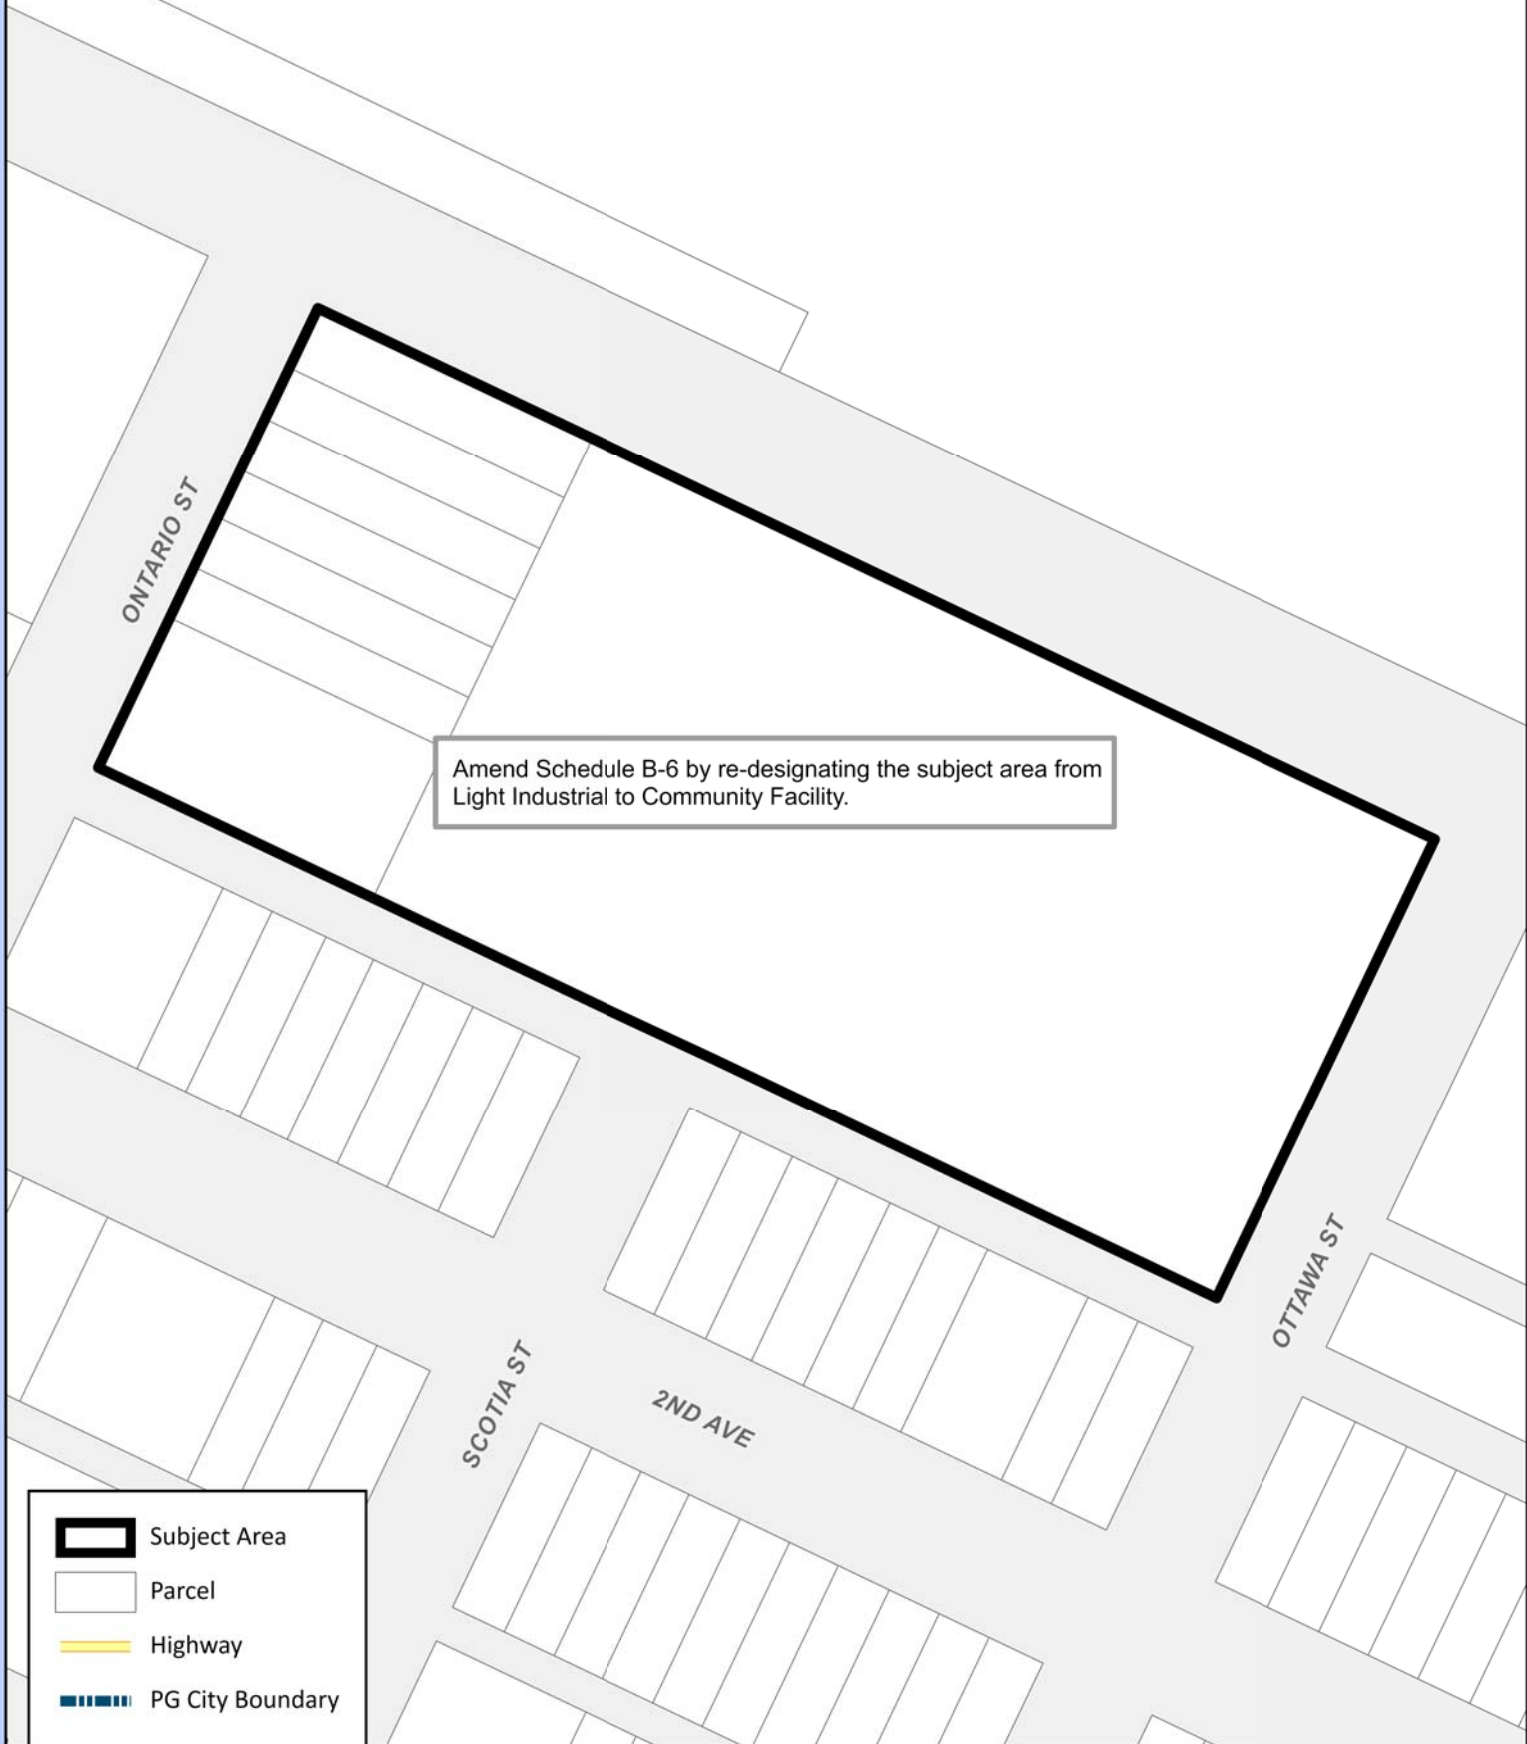 ONTARIO ST
Amend Schedule B-6 by re-designating the subject area from
Light Industrial to Community Facility.
OTTAWA ST
SCOTIA ST
2ND AVE
Subject Area
Parcel
Highway
PG City Boundary